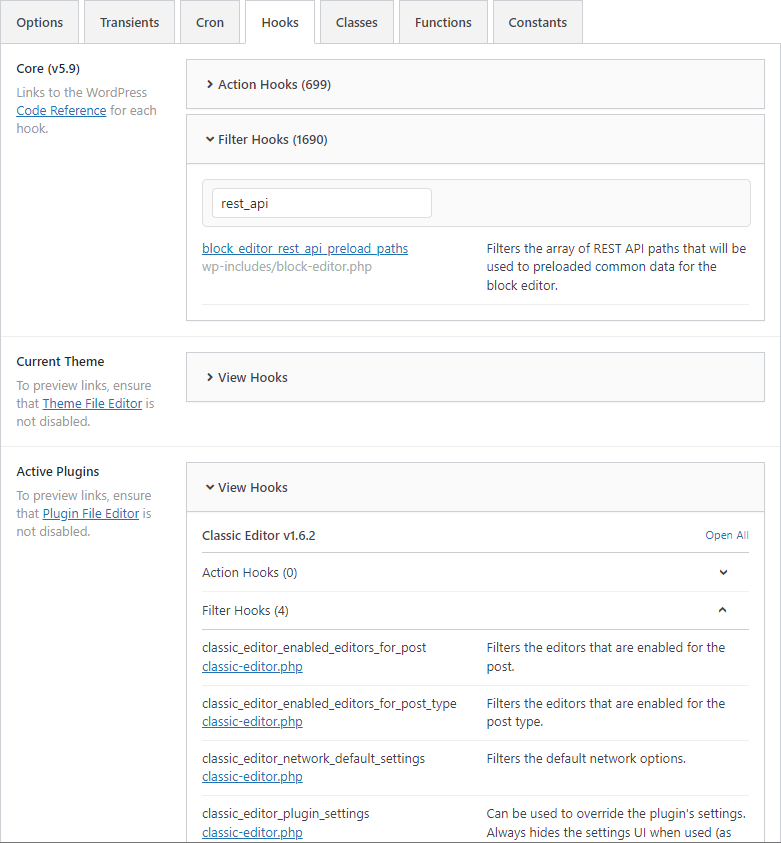 Options Transients Cron Hooks Classes Functions Constants
Core (v5.9)
Links to the WordPress
Code Reference for each
hook.
Action Hooks (699)
Filter Hooks (1690)
rest_api
block_editor_rest_api_preload_paths
wp-includes/block-editor.php
Filters the array of REST API paths that will be
used to preloaded common data for the
block editor.
Current Theme
To preview links, ensure
that Theme File Editor is
not disabled.
View Hooks
Active Plugins
To preview links, ensure
that Plugin File Editor is
not disabled.
View Hooks
Classic Editor v1.6.2 Open All
Action Hooks (0)
Filter Hooks (4)
classic_editor_enabled_editors_for_post
classic-editor.php
Filters the editors that are enabled for the
post.
classic_editor_enabled_editors_for_post_type
classic-editor.php
Filters the editors that are enabled for the
post type.
classic_editor_network_default_settings
classic-editor.php
Filters the default network options.
classic_editor_plugin_settings
classic-editor.php
Can be used to override the plugin's settings.
Always hides the settings UI when used (as